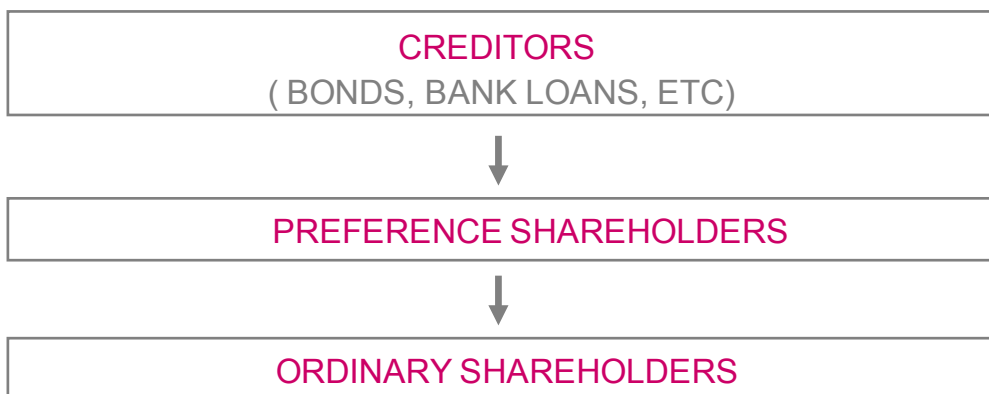 CREDITORS
( BONDS, BANK LOANS, ETC)
PREFERENCE SHAREHOLDERS
ORDINARY SHAREHOLDERS